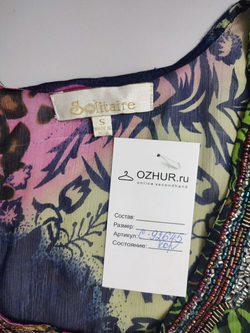 Solitaire
S
OZHUR.ru
online secondhand
Состав:
Размер:
Артикул:
Состояние: